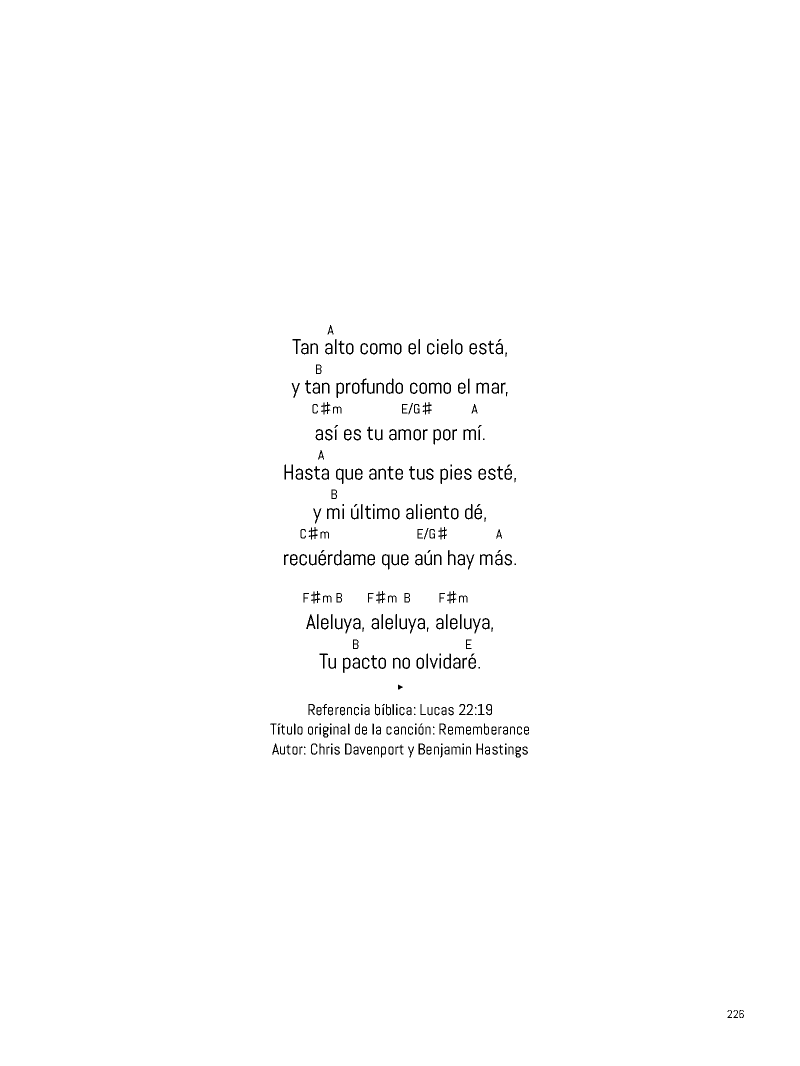 A
Tan alto como el cielo está,
B
y tan profundo como el mar,
C♯m E/G♯ A
así es tu amor por mí.
A
Hasta que ante tus pies esté,
B
y mi último aliento dé,
C♯m E/G♯ A
recuérdame que aún hay más.
F♯m B F♯m B F♯m
Aleluya, aleluya, aleluya,
B E
Tu pacto no olvidaré.
Referencia bíblica: Lucas 22:19
Título original de la canción: Rememberance
Autor: Chris Davenport y Benjamin Hastings
226